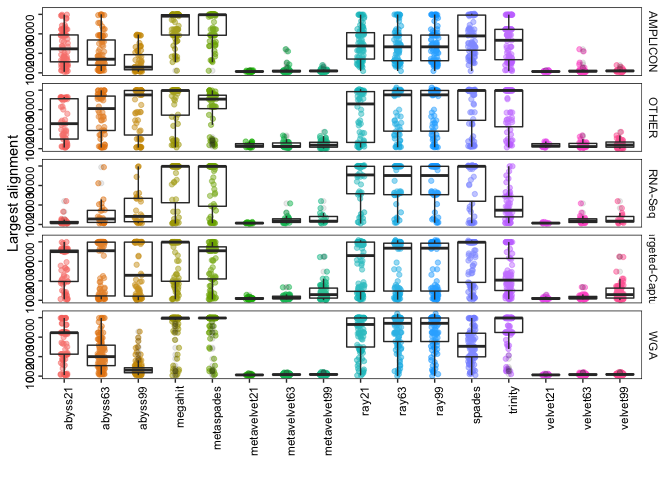 Largest alignment
AMPLICON
OTHER
RNA-Seq
rgeted-Captu
WGA
abyss21
abyss63
abyss99
megahit
metaspades
metavelvet21
metavelvet63
metavelvet99
ray21
ray63
ray99
spades
trinity
velvet21
velvet63
velvet99